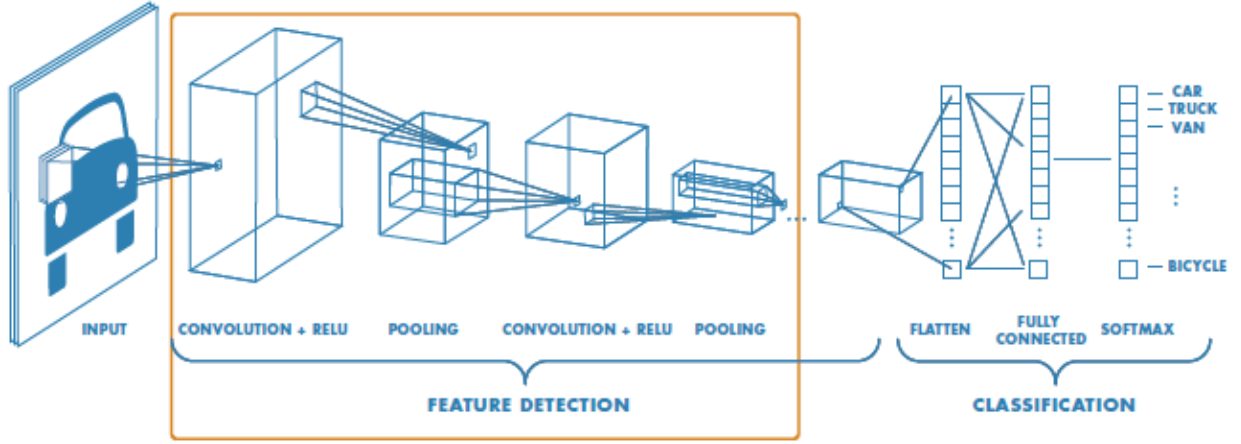 CAR
TRUCK
VAN
BICYCLE
INPUT
CONVOLUTION + RELU
POOLING
CONVOLUTION + RELU
POOLING
FLATTEN
FULLY
CONNECTED
SOFTMAX
FEATURE DETECTION
CLASSIFICATION